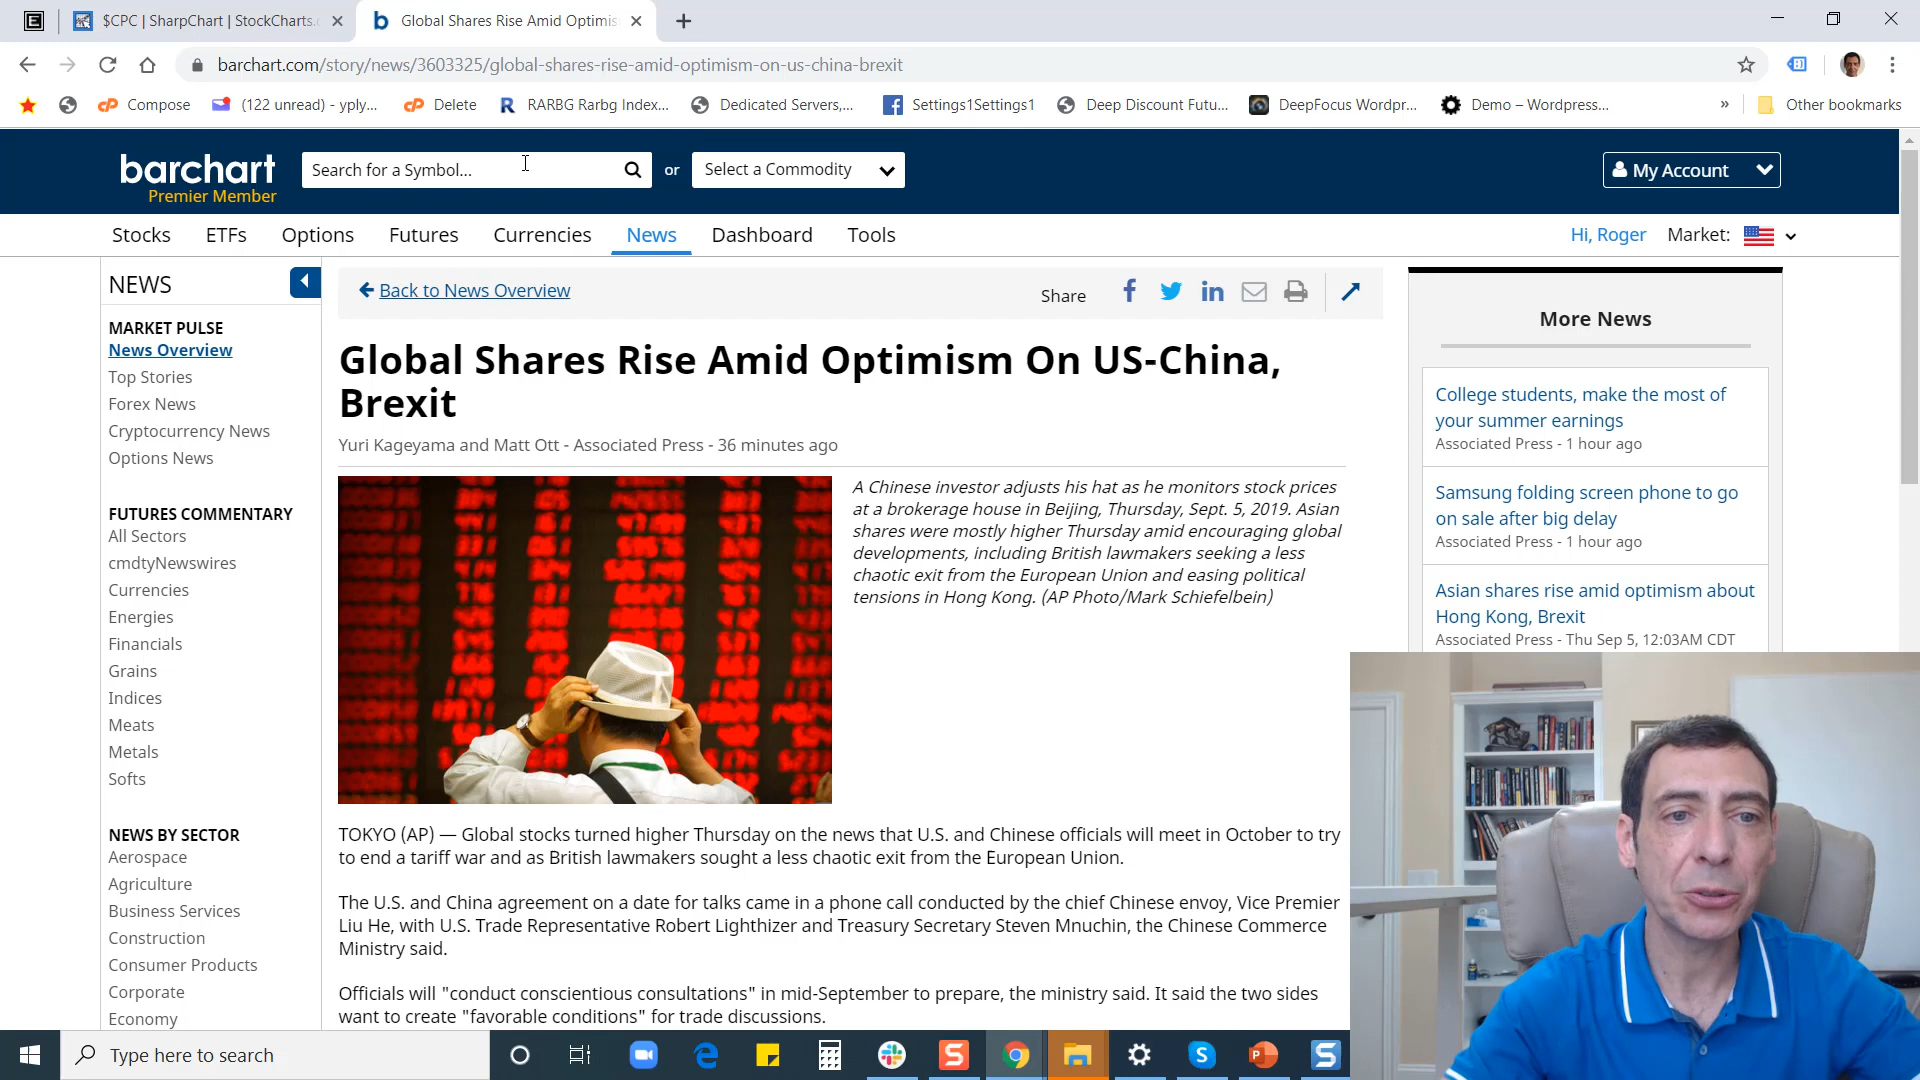 $CPC | SharpChart | StockCharts.c
Global Shares Rise Amid Optimis
barchart.com/story/news/3603325/global-shares-rise-amid-optimism-on-us-china-brexit
Compose
(122 unread) - yply...
Delete
RARBG Rarbg Index...
Dedicated Servers,...
Settings1Settings1
Deep Discount Futu...
DeepFocus Wordpr...
Demo – Wordpress...
»
Other bookmarks
barchart
Premier Member
Search for a Symbol...
or
Select a Commodity
My Account
Stocks
ETFs
Options
Futures
Currencies
News
Dashboard
Tools
Hi, Roger
Market:
NEWS
MARKET PULSE
News Overview
Top Stories
Forex News
Cryptocurrency News
Options News
FUTURES COMMENTARY
All Sectors
cmdtyNewswires
Currencies
Energies
Financials
Grains
Indices
Meats
Metals
Softs
NEWS BY SECTOR
Aerospace
Agriculture
Business Services
Construction
Consumer Products
Corporate
Economy
Back to News Overview
Share
Global Shares Rise Amid Optimism On US-China,
Brexit
Yuri Kageyama and Matt Ott - Associated Press - 36 minutes ago
A Chinese investor adjusts his hat as he monitors stock prices
at a brokerage house in Beijing, Thursday, Sept. 5, 2019. Asian
shares were mostly higher Thursday amid encouraging global
developments, including British lawmakers seeking a less
chaotic exit from the European Union and easing political
tensions in Hong Kong. (AP Photo/Mark Schiefelbein)
TOKYO (AP) — Global stocks turned higher Thursday on the news that U.S. and Chinese officials will meet in October to try
to end a tariff war and as British lawmakers sought a less chaotic exit from the European Union.
The U.S. and China agreement on a date for talks came in a phone call conducted by the chief Chinese envoy, Vice Premier
Liu He, with U.S. Trade Representative Robert Lighthizer and Treasury Secretary Steven Mnuchin, the Chinese Commerce
Ministry said.
Officials will "conduct conscientious consultations" in mid-September to prepare, the ministry said. It said the two sides
want to create "favorable conditions" for trade discussions.
More News
College students, make the most of
your summer earnings
Associated Press - 1 hour ago
Samsung folding screen phone to go
on sale after big delay
Associated Press - 1 hour ago
Asian shares rise amid optimism about
Hong Kong, Brexit
Associated Press - Thu Sep 5, 12:03AM CDT
Type here to search